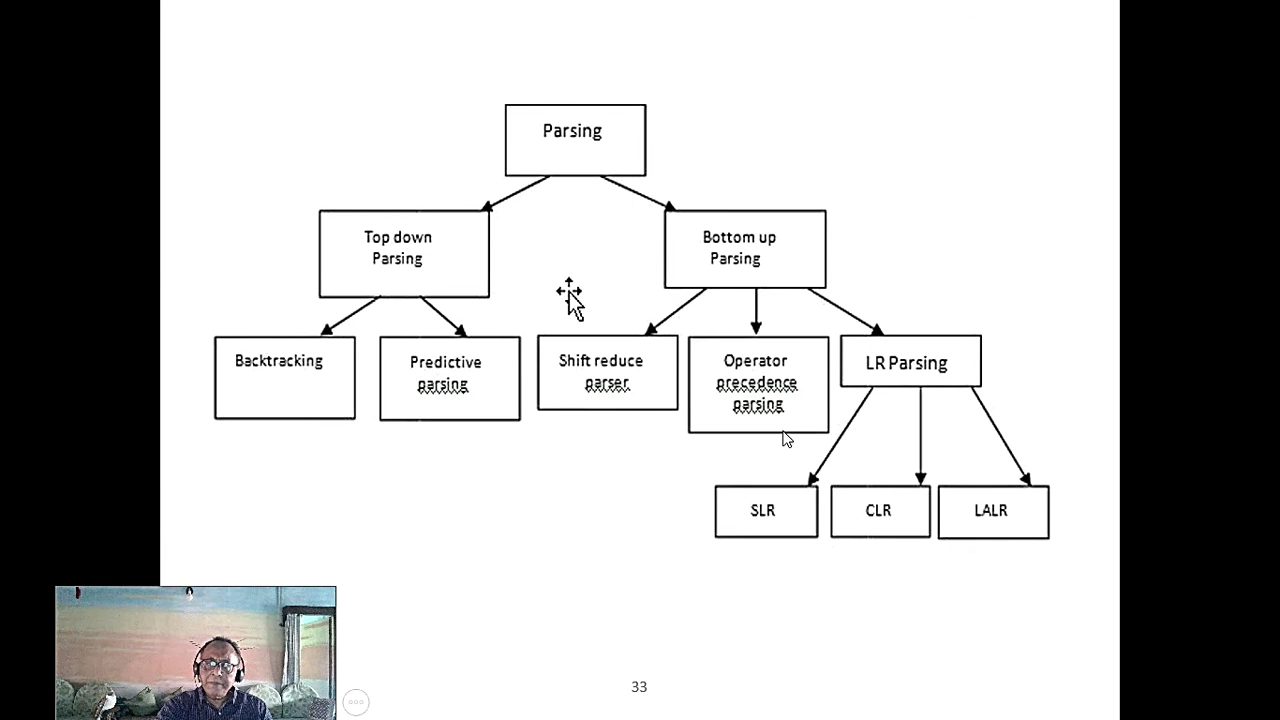 Parsing
Top down
Parsing
Bottom up
Parsing
Backtracking
Predictive
parsing
Shift reduce
parser
Operator
precedence
parsing
LR Parsing
SLR
CLR
LALR
33